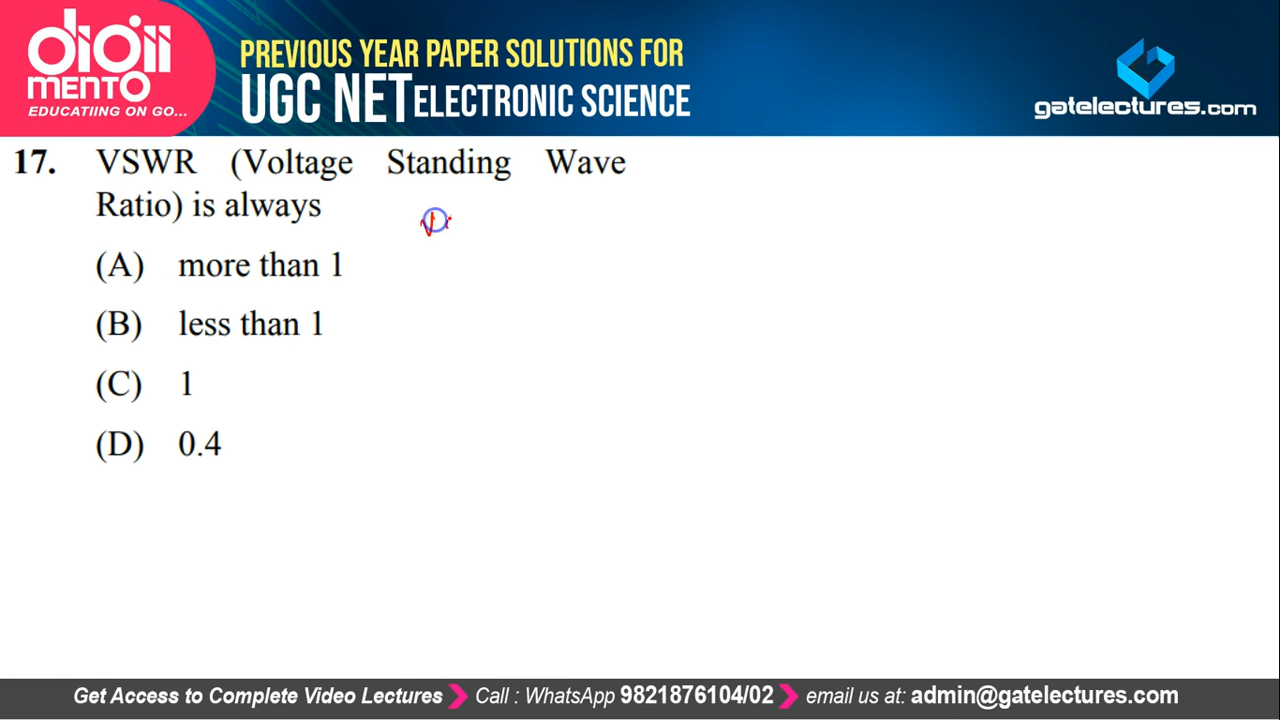 diGii
MENTO
EDUCATIING ON GO...
PREVIOUS YEAR PAPER SOLUTIONS FOR
UGC NET ELECTRONIC SCIENCE
gatelectures.com
17. VSWR (Voltage Standing Wave
Ratio) is always
(A) more than 1
(B) less than 1
(C) 1
(D) 0.4
Get Access to Complete Video Lectures Call : WhatsApp 9821876104/02 email us at: admin@gatelectures.com